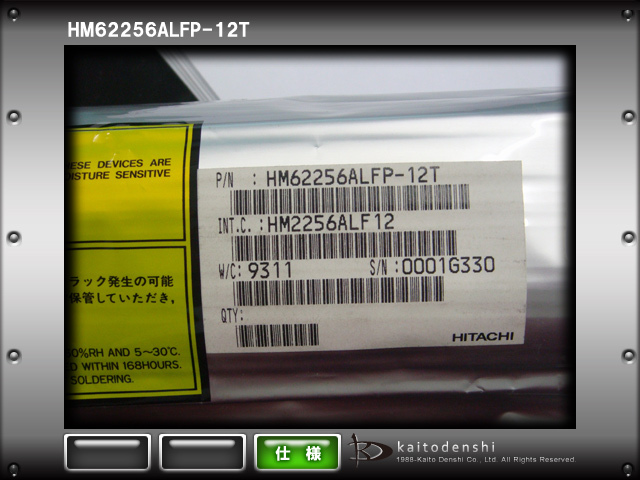 HM62256ALFP-12T
ESE DEVICES ARE
ISTURE SENSITIVE
P/N : HM62256ALFP-12T
INT.C. : HM2256ALF12
W/C: 9311 S/N : 0001G330
QTY:
HITACHI
ラック発生の可能
保管していただき,
0%RH AND 5~30℃.
D WITHIN 168HOURS.
SOLDERING.
仕 様
kaitodenshi
1988-Kaito Denshi Co., Ltd. All Rights Reserved.